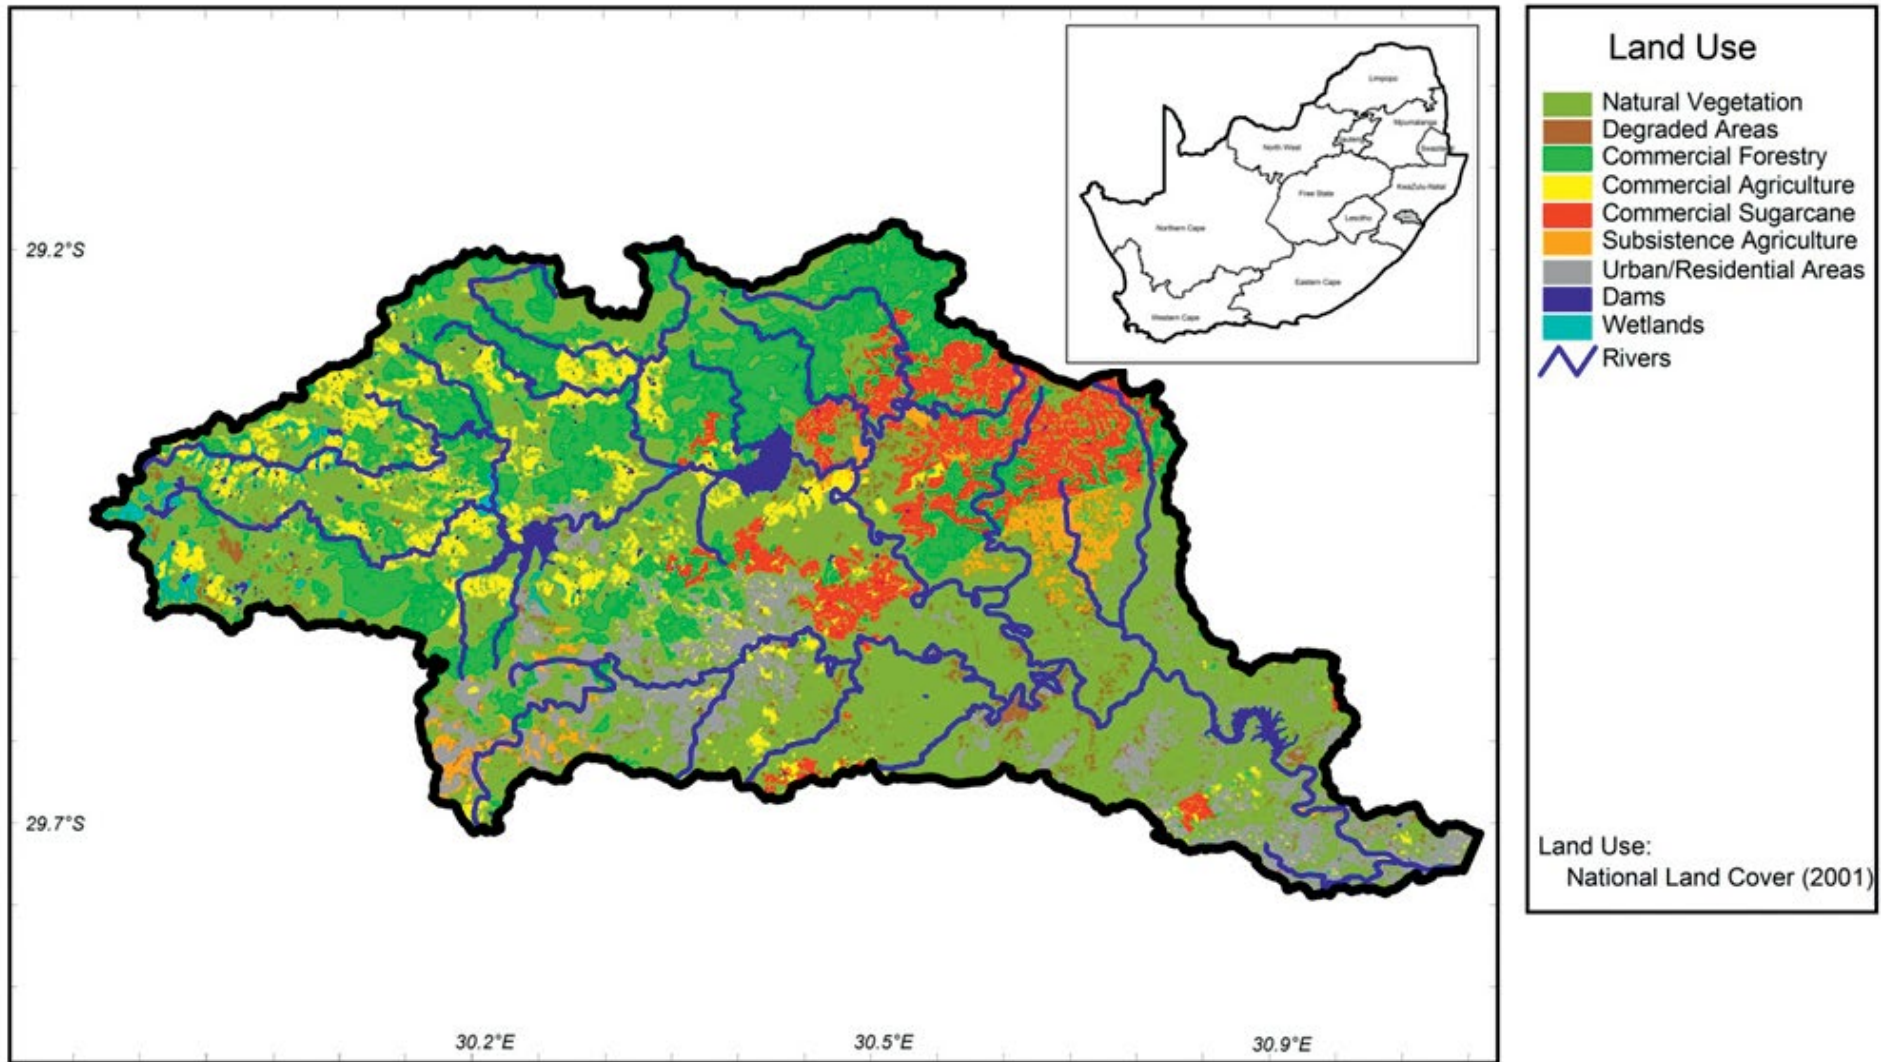 29.2°S
29.7°S
30.2°E
30.5°E
30.9°E
Limpopo
Mpumalanga
North West
Free State
KwaZulu-Natal
Lesotho
Northern Cape
Eastern Cape
Western Cape
Land Use
Natural Vegetation
Degraded Areas
Commercial Forestry
Commercial Agriculture
Commercial Sugarcane
Subsistence Agriculture
Urban/Residential Areas
Dams
Wetlands
Rivers
Land Use:
National Land Cover (2001)